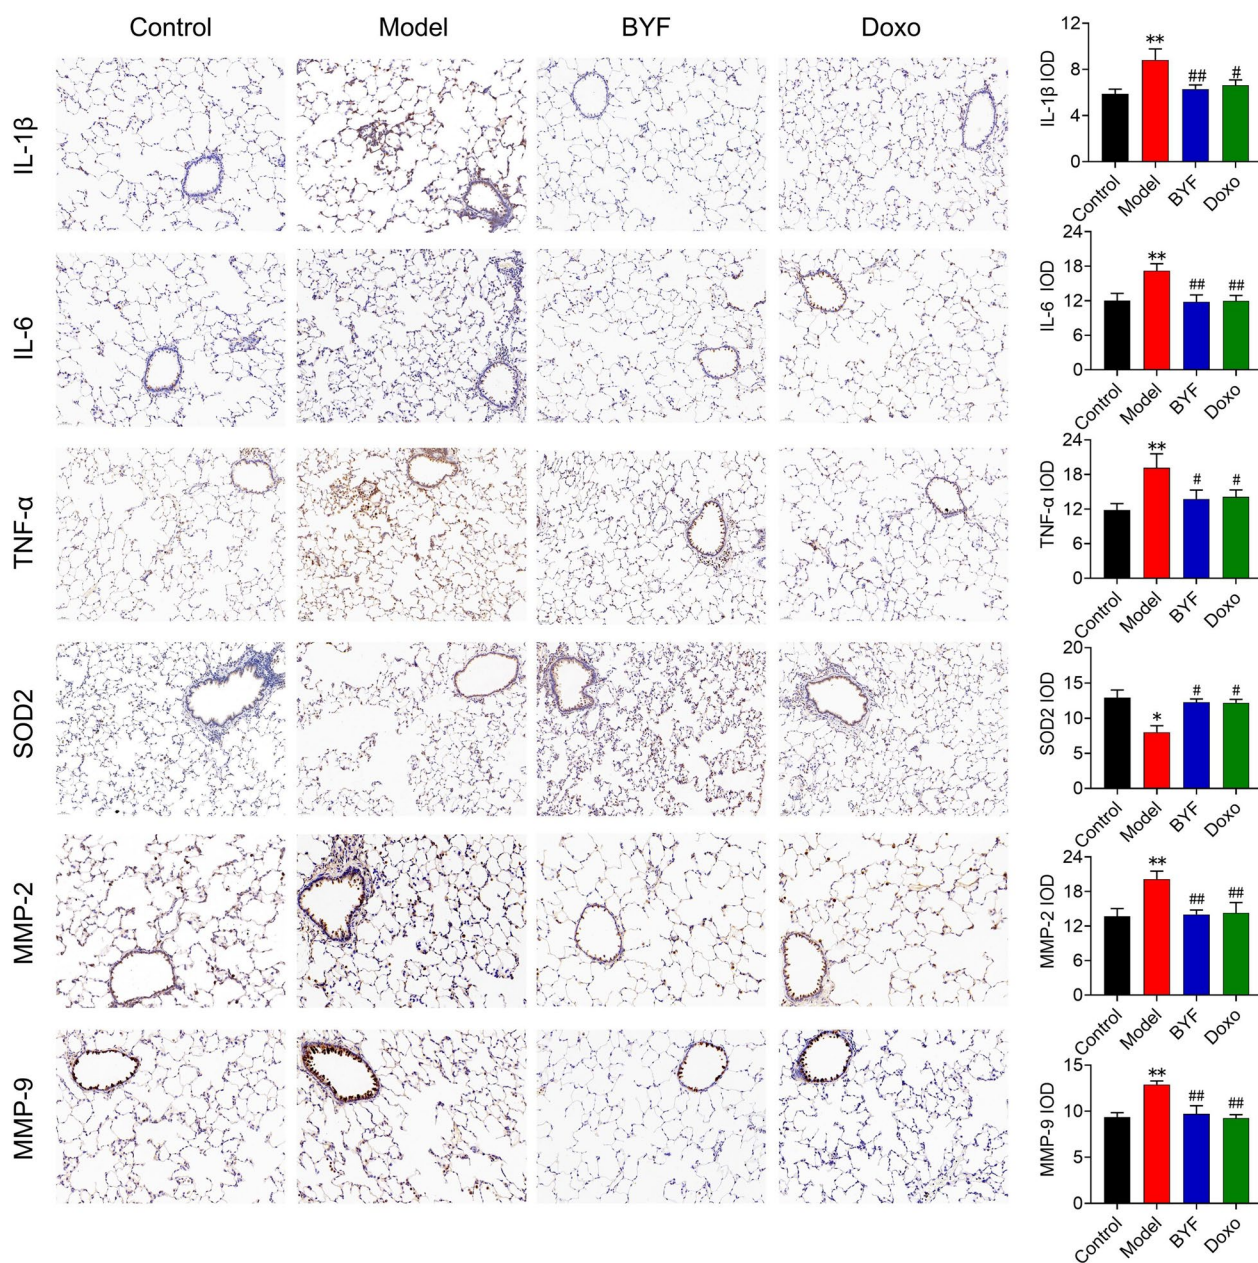 Control Model BYF Doxo
IL-1β
IL-6
TNF-α
SOD2
MMP-2
MMP-9
12
8
4
0
IL-1β IOD
**
##
#
Control
Model
BYF
Doxo
24
18
12
6
0
IL-6 IOD
**
##
##
Control
Model
BYF
Doxo
24
18
12
6
0
TNF-α IOD
**
#
#
Control
Model
BYF
Doxo
20
15
10
5
0
SOD2 IOD
*
#
#
Control
Model
BYF
Doxo
24
18
12
6
0
MMP-2 IOD
**
##
##
Control
Model
BYF
Doxo
15
10
5
0
MMP-9 IOD
**
##
##
Control
Model
BYF
Doxo